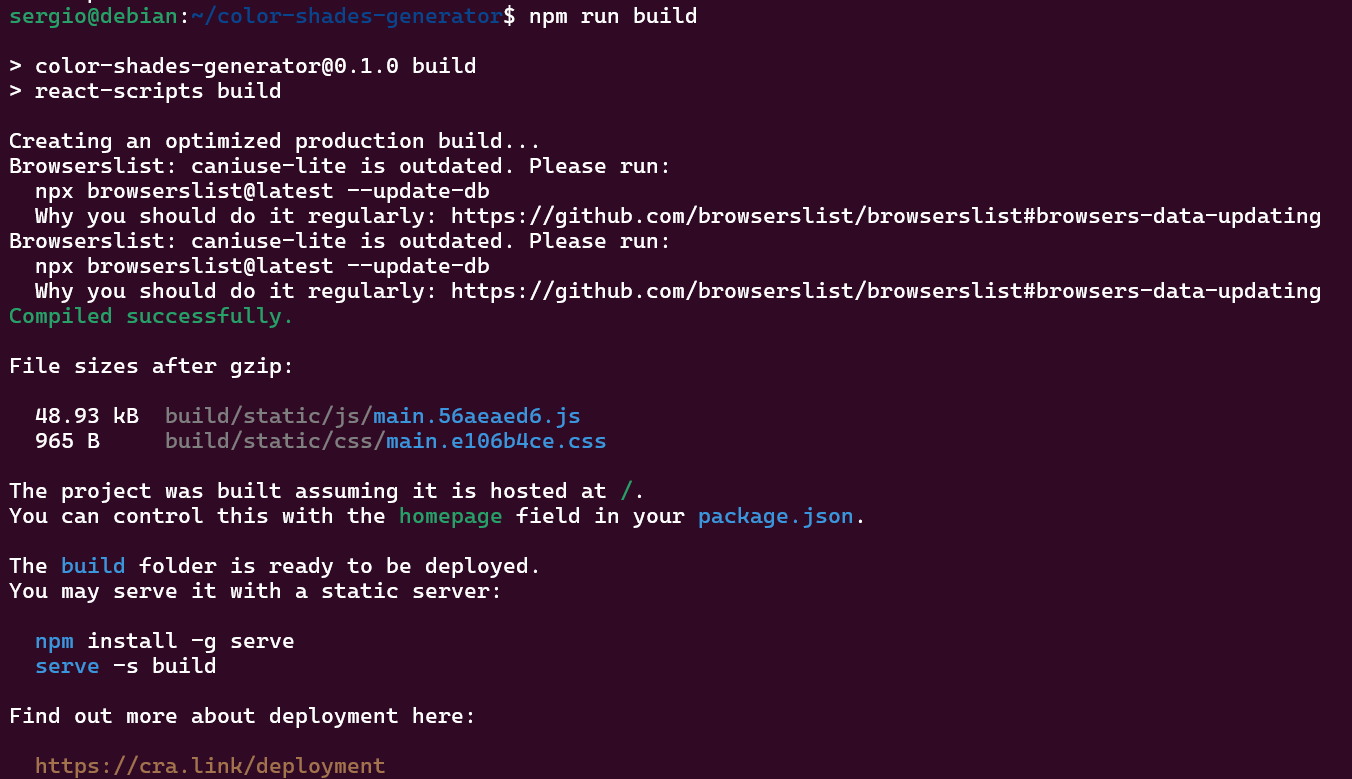 sergio@debian:~/color-shades-generator$ npm run build
> color-shades-generator@0.1.0 build
> react-scripts build
Creating an optimized production build...
Browserslist: caniuse-lite is outdated. Please run:
  npx browserslist@latest --update-db
  Why you should do it regularly: https://github.com/browserslist/browserslist#browsers-data-updating
Browserslist: caniuse-lite is outdated. Please run:
  npx browserslist@latest --update-db
  Why you should do it regularly: https://github.com/browserslist/browserslist#browsers-data-updating
Compiled successfully.
File sizes after gzip:
  48.93 kB  build/static/js/main.56aeaed6.js
  965 B     build/static/css/main.e106b4ce.css
The project was built assuming it is hosted at /.
You can control this with the homepage field in your package.json.
The build folder is ready to be deployed.
You may serve it with a static server:
  npm install -g serve
  serve -s build
Find out more about deployment here:
  https://cra.link/deployment